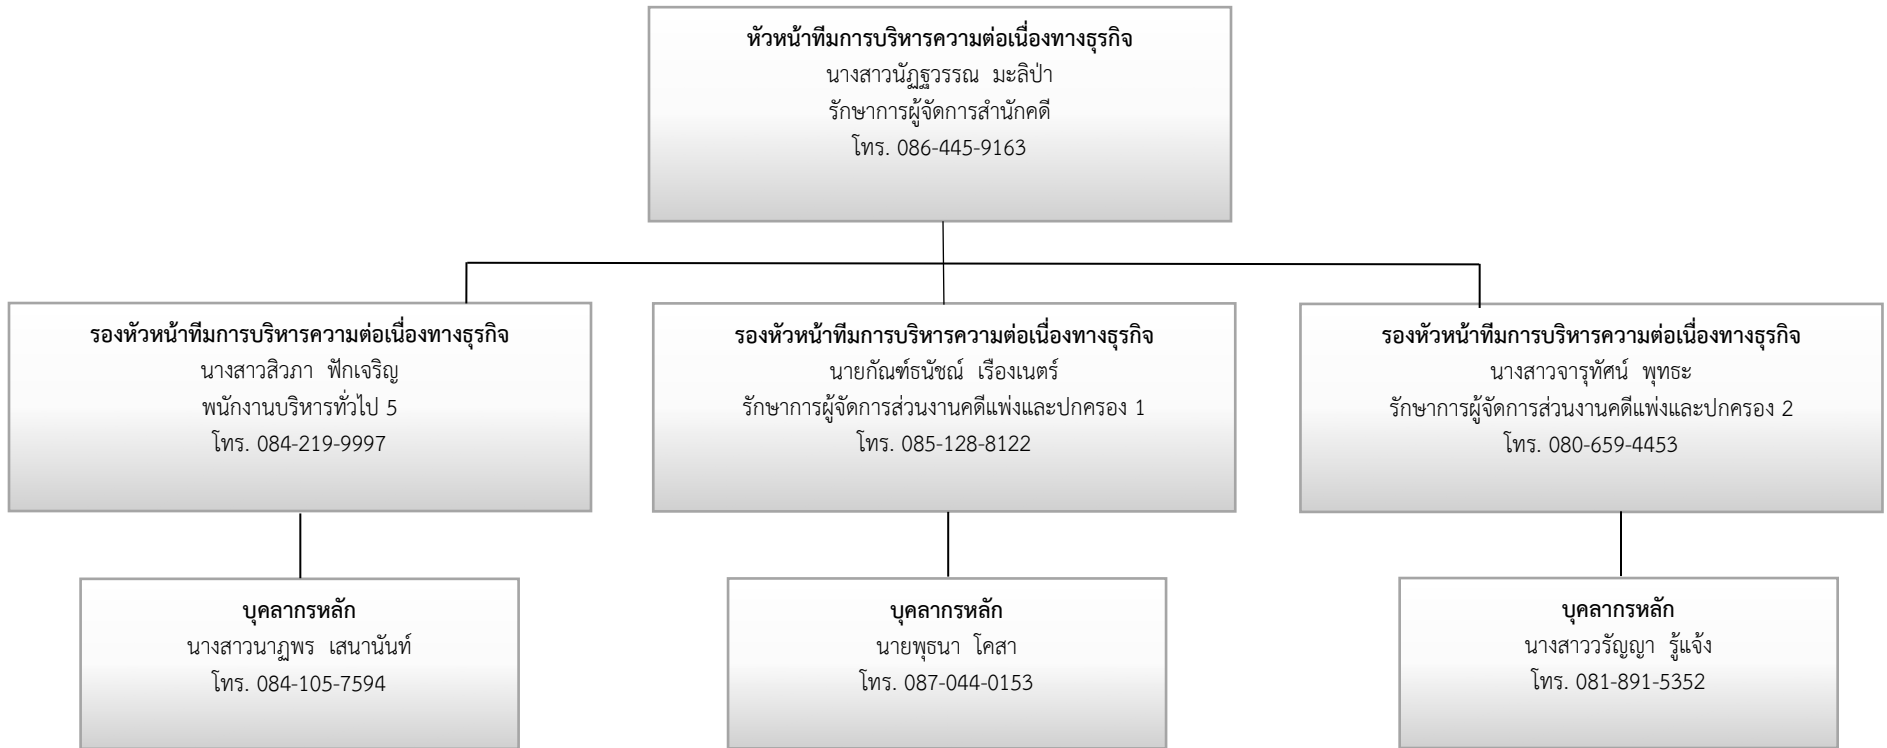 หัวหน้าทีมการบริหารความต่อเนื่องทางธุรกิจ
นางสาวนัฏฐวรรณ มะลิป่า
รักษาการผู้จัดการสำนักคดี
โทร. 086-445-9163
รองหัวหน้าทีมการบริหารความต่อเนื่องทางธุรกิจ
นางสาวสิวภา ฟักเจริญ
พนักงานบริหารทั่วไป 5
โทร. 084-219-9997
รองหัวหน้าทีมการบริหารความต่อเนื่องทางธุรกิจ
นายกัณฑ์ธนัชณ์ เรืองเนตร์
รักษาการผู้จัดการส่วนงานคดีแพ่งและปกครอง 1
โทร. 085-128-8122
รองหัวหน้าทีมการบริหารความต่อเนื่องทางธุรกิจ
นางสาวจารุทัศน์ พุทธะ
รักษาการผู้จัดการส่วนงานคดีแพ่งและปกครอง 2
โทร. 080-659-4453
บุคลากรหลัก
นางสาวนาฏพร เสนานันท์
โทร. 084-105-7594
บุคลากรหลัก
นายพุธนา โคสา
โทร. 087-044-0153
บุคลากรหลัก
นางสาววรัญญา รู้แจ้ง
โทร. 081-891-5352